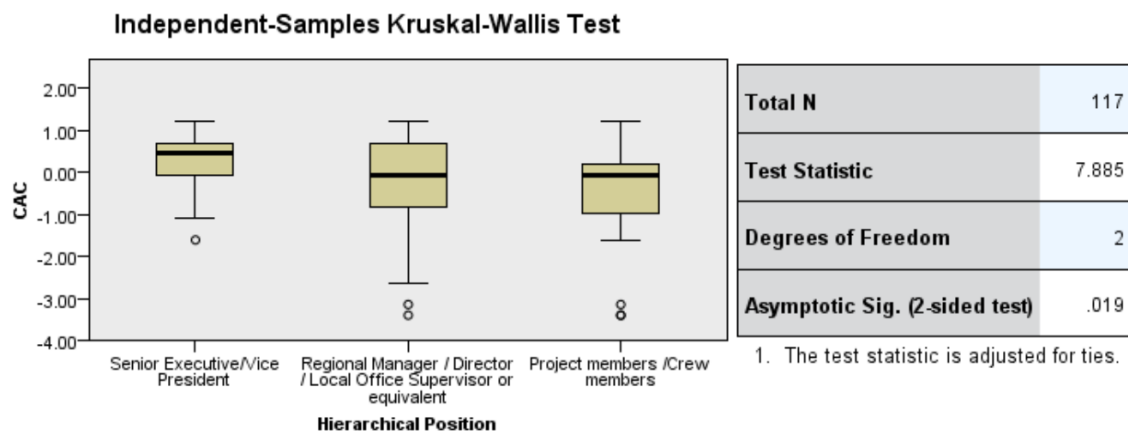 Independent-Samples Kruskal-Wallis Test
2.00
1.00
0.00
-1.00
-2.00
-3.00
-4.00
CAC
Senior Executive/Vice
President
Regional Manager / Director
/ Local Office Supervisor or
equivalent
Project members /Crew
members
Hierarchical Position
Total N 117
Test Statistic 7.885
Degrees of Freedom 2
Asymptotic Sig. (2-sided test) .019
1. The test statistic is adjusted for ties.